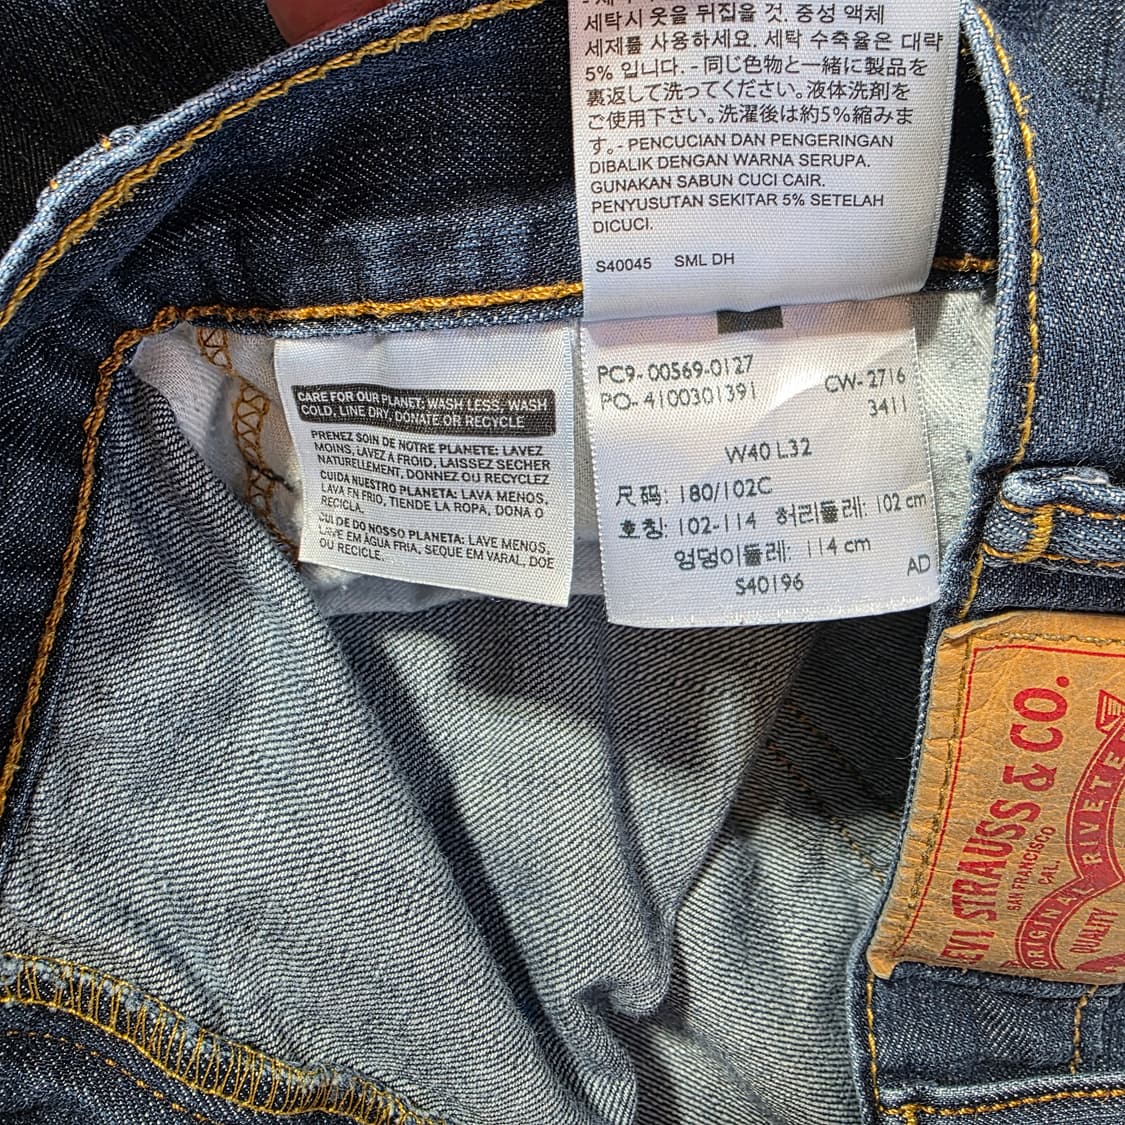 세탁시 옷을 뒤집을 것. 중성 액체
세제를 사용하세요. 세탁 수축율은 대략
5% 입니다. - 同じ色物と一緒に製品を
裏返して洗ってください。液体洗剤を
ご使用下さい。洗濯後は約5%縮みま
す。- PENCUCIAN DAN PENGERINGAN
DIBALIK DENGAN WARNA SERUPA.
GUNAKAN SABUN CUCI CAIR.
PENYUSUTAN SEKITAR 5% SETELAH
DICUCI.
S40045 SML DH
CARE FOR OUR PLANET: WASH LESS, WASH
COLD, LINE DRY, DONATE OR RECYCLE
PRENEZ SOIN DE NOTRE PLANETE: LAVEZ
MOINS, LAVEZ À FROID, LAISSEZ SECHER
NATURELLEMENT, DONNEZ OU RECYCLEZ
CUIDA NUESTRO PLANETA: LAVA MENOS,
LAVA EN FRIO, TIENDE LA ROPA, DONA O
RECICLA.
CUIDE DO NOSSO PLANETA: LAVE MENOS,
LAVE EM ÁGUA FRIA, SEQUE EM VARAL, DOE
OU RECICLE.
PC9-00569-0127
PO-4100301391
CW-2716
3411
W40 L32
尺码: 180/102C
호칭: 102-114 허리둘레: 102 cm
엉덩이둘레: 114 cm
AD
S40196
LEVI STRAUSS & CO.
SAN FRANCISCO
CAL.
ORIGINAL RIVETE
QUALITY